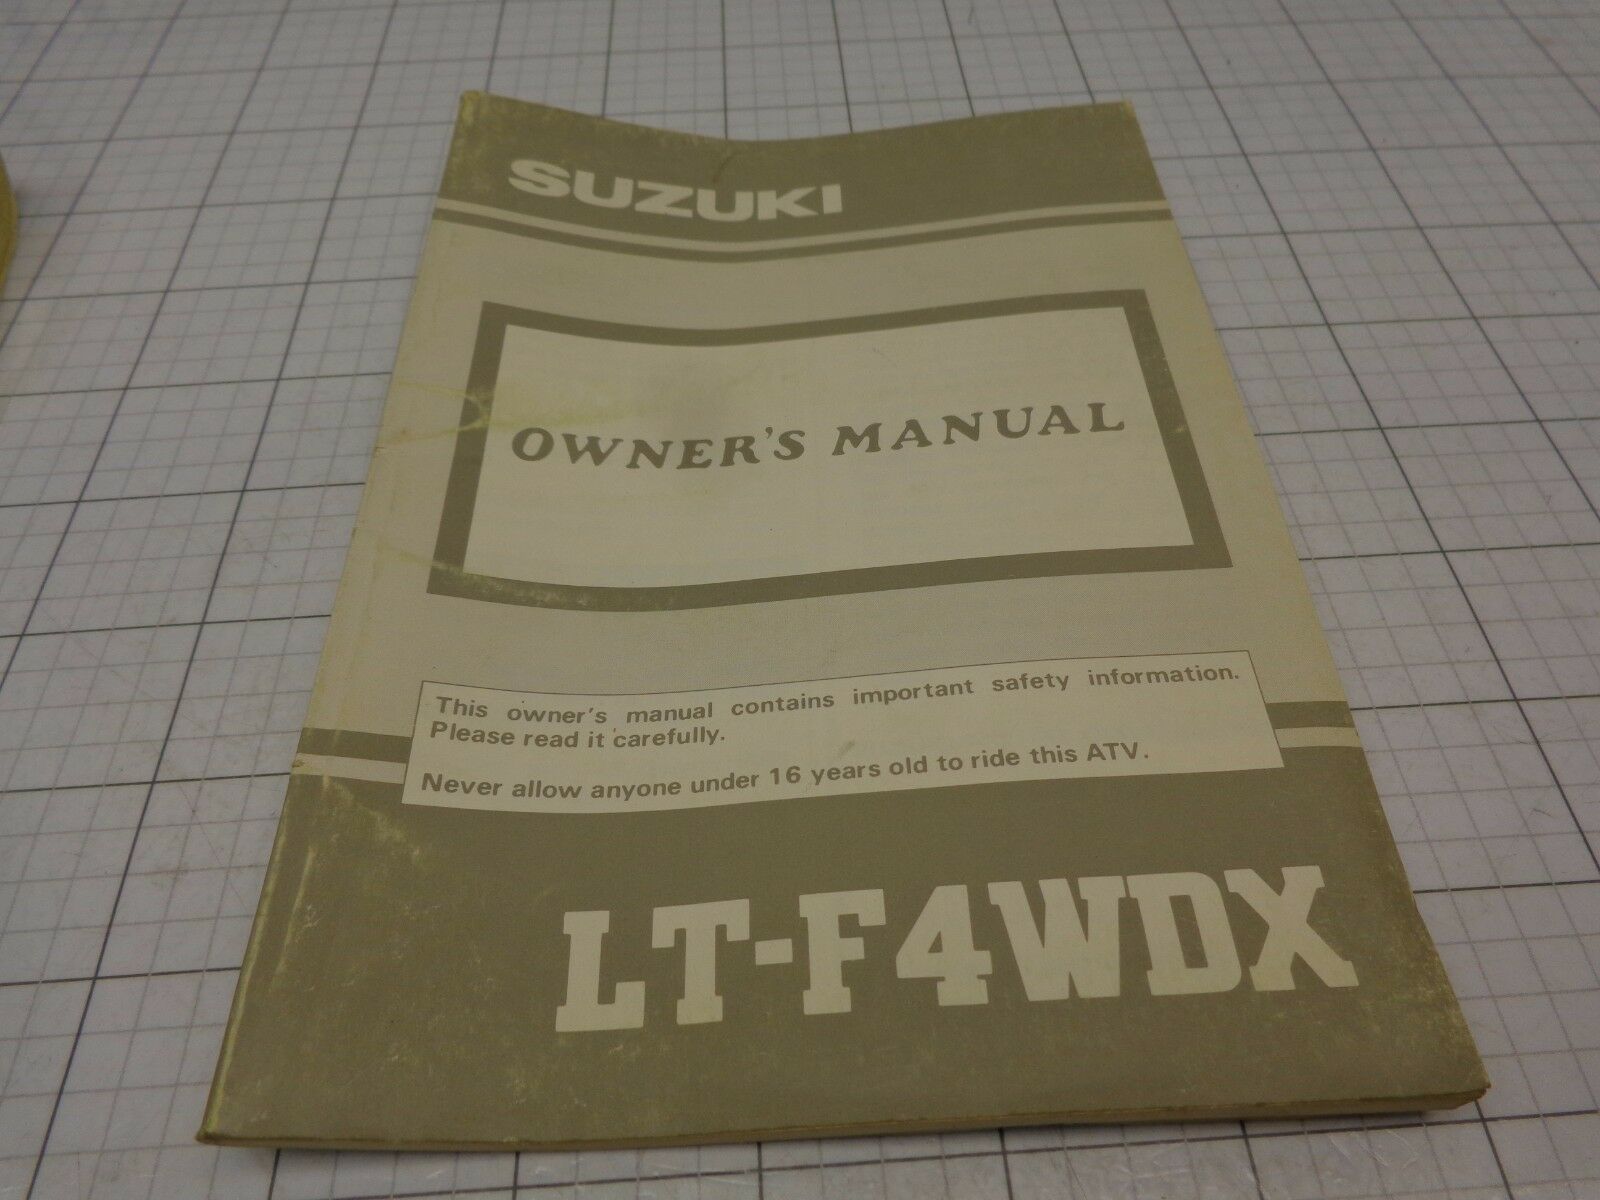 SUZUKI
OWNER'S MANUAL
This owner's manual contains important safety information.
Please read it carefully.
Never allow anyone under 16 years old to ride this ATV.
LT-F4WDX